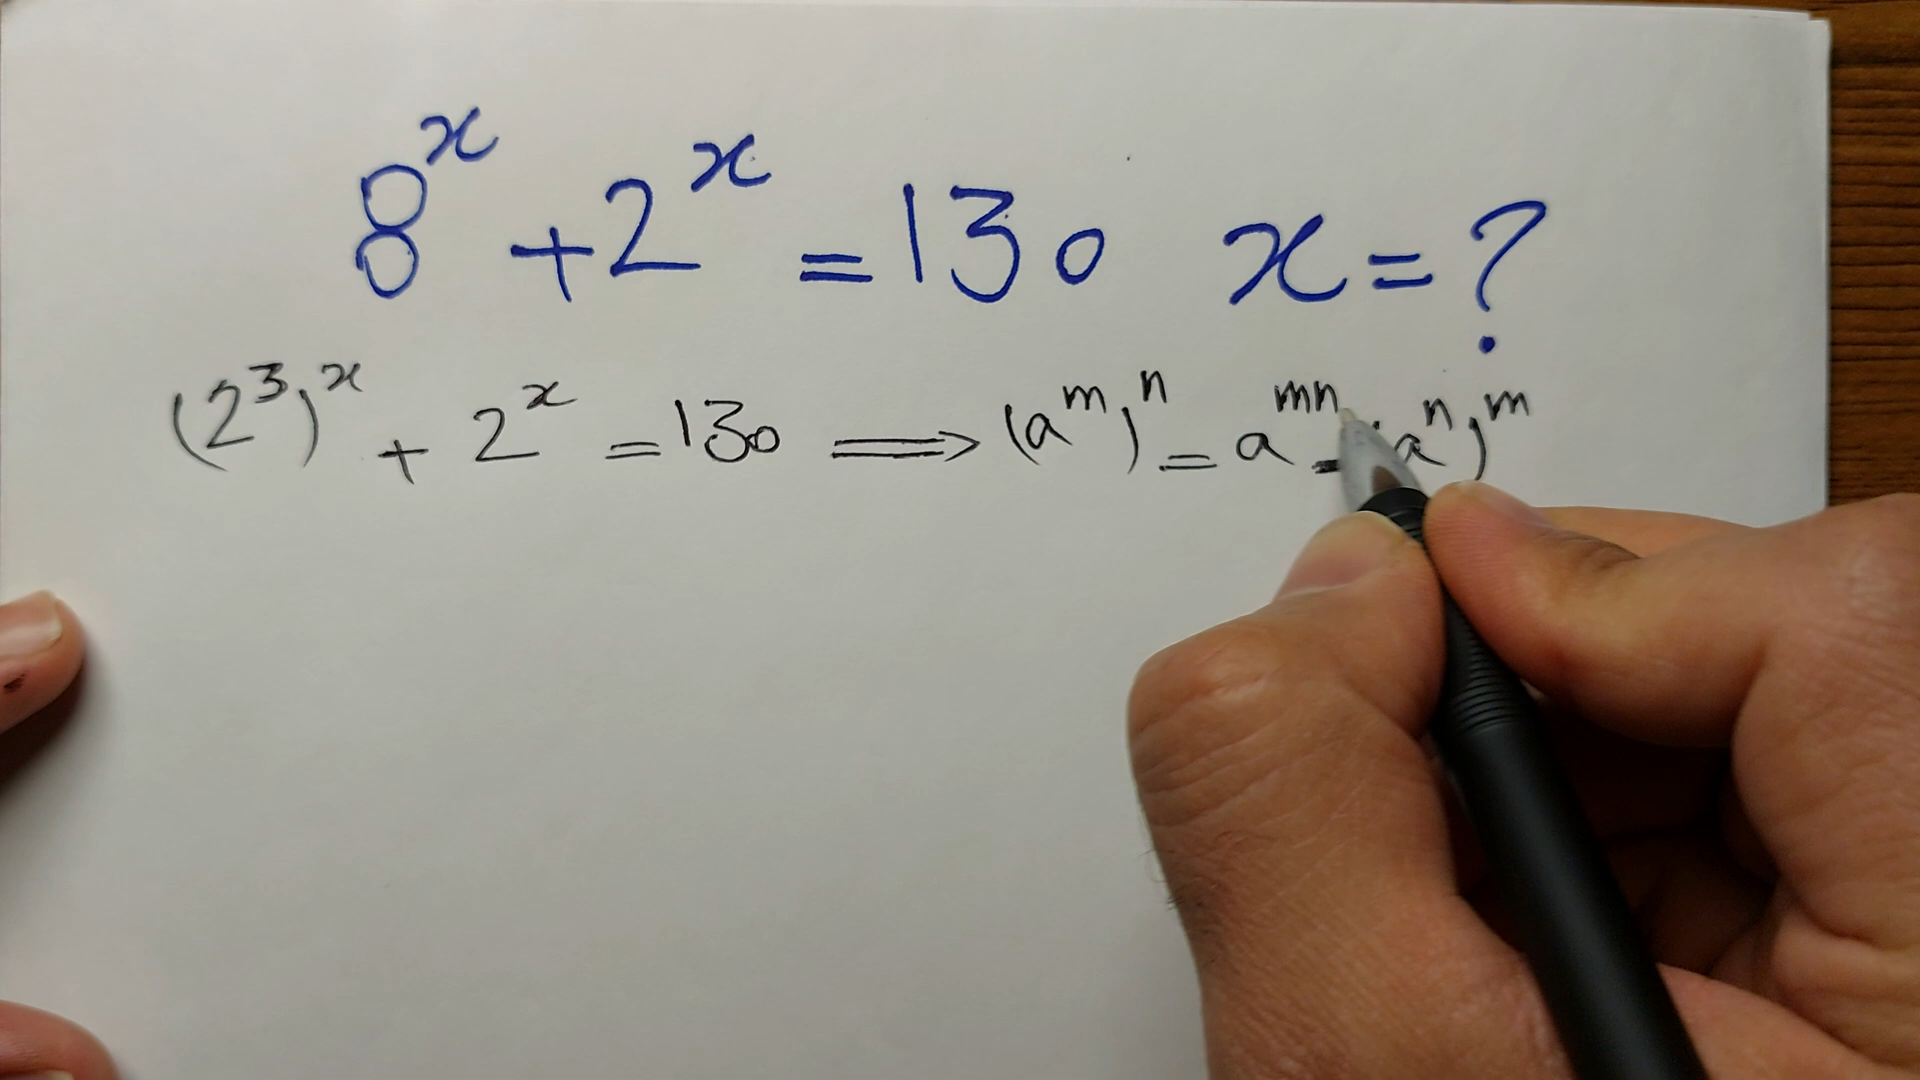 8^x + 2^x = 130 x = ?
(2^3)^x + 2^x = 130 ⟹ (a^m)^n = a^mn = (a^n)^m